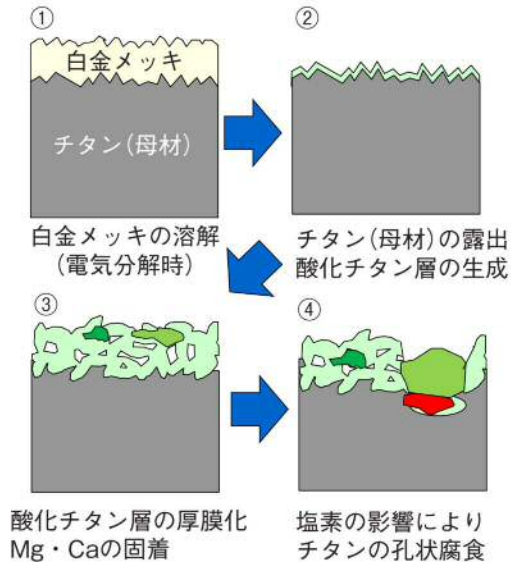 ①
白金メッキ
チタン(母材)
白金メッキの溶解
(電気分解時)
②
チタン(母材)の露出
酸化チタン層の生成
③
酸化チタン層の厚膜化
Mg・Caの固着
④
塩素の影響により
チタンの孔状腐食